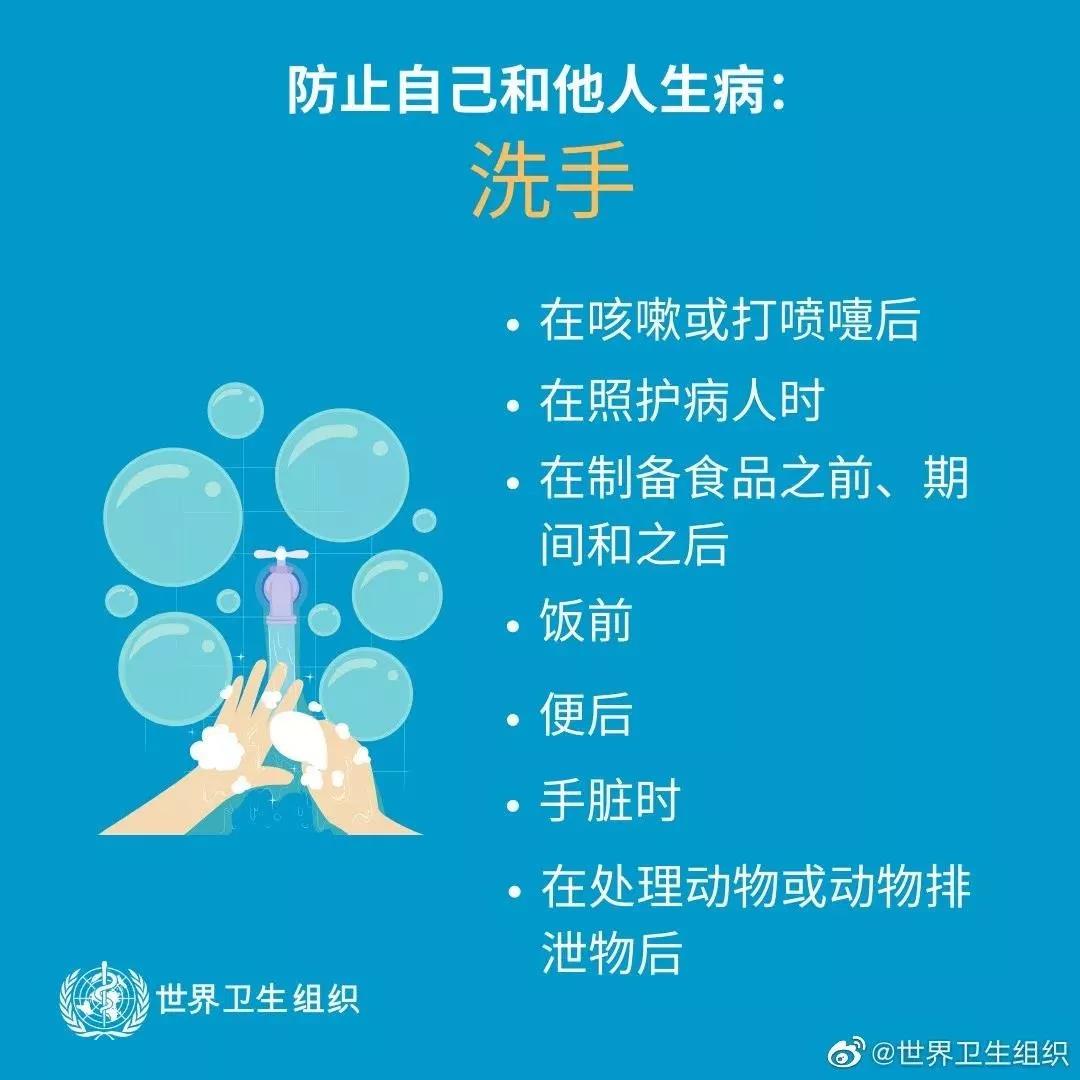 防止自己和他人生病：
洗手
• 在咳嗽或打喷嚏后
• 在照护病人时
• 在制备食品之前、期
间和之后
• 饭前
• 便后
• 手脏时
• 在处理动物或动物排
泄物后
世界卫生组织
@世界卫生组织